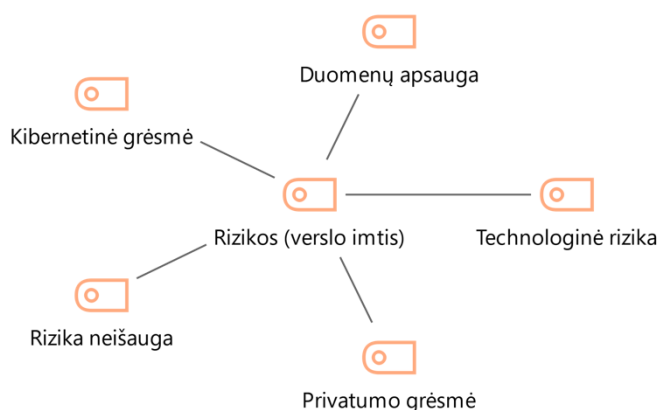 Duomenų apsauga
Kibernetinė grėsmė
Rizikos (verslo imtis)
Technologinė rizika
Rizika neišauga
Privatumo grėsmė